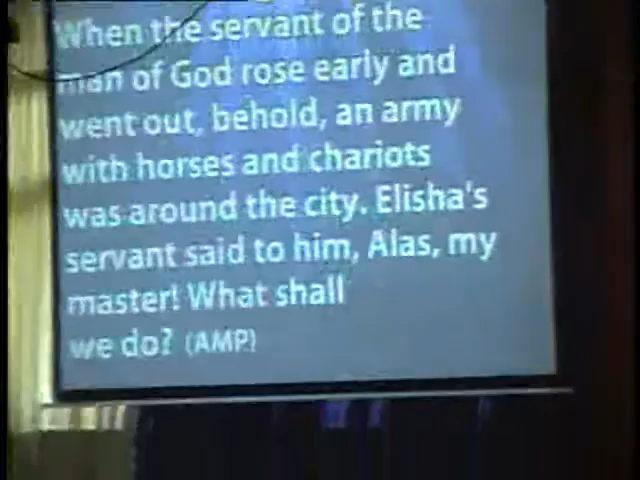 When the servant of the
man of God rose early and
went out, behold, an army
with horses and chariots
was around the city. Elisha's
servant said to him, Alas, my
master! What shall
we do? (AMP)